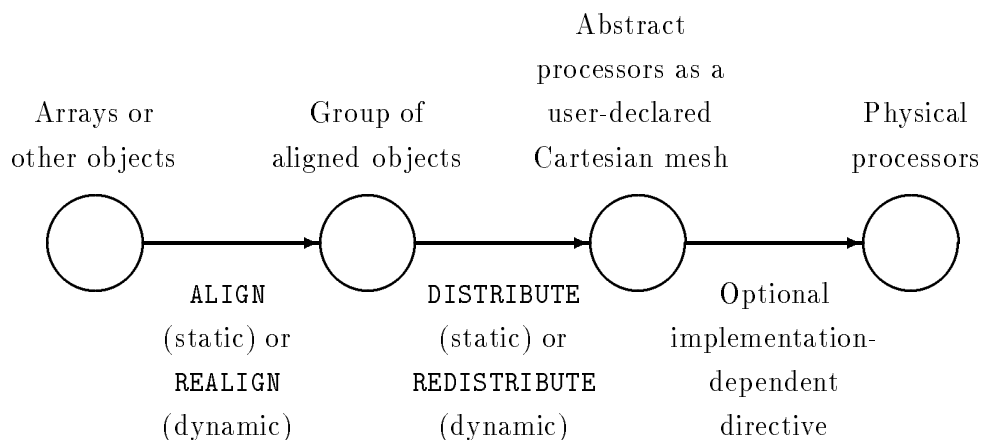 Arrays or
other objects
Group of
aligned objects
Abstract
processors as a
user-declared
Cartesian mesh
Physical
processors
ALIGN
(static) or
REALIGN
(dynamic)
DISTRIBUTE
(static) or
REDISTRIBUTE
(dynamic)
Optional
implementation-
dependent
directive